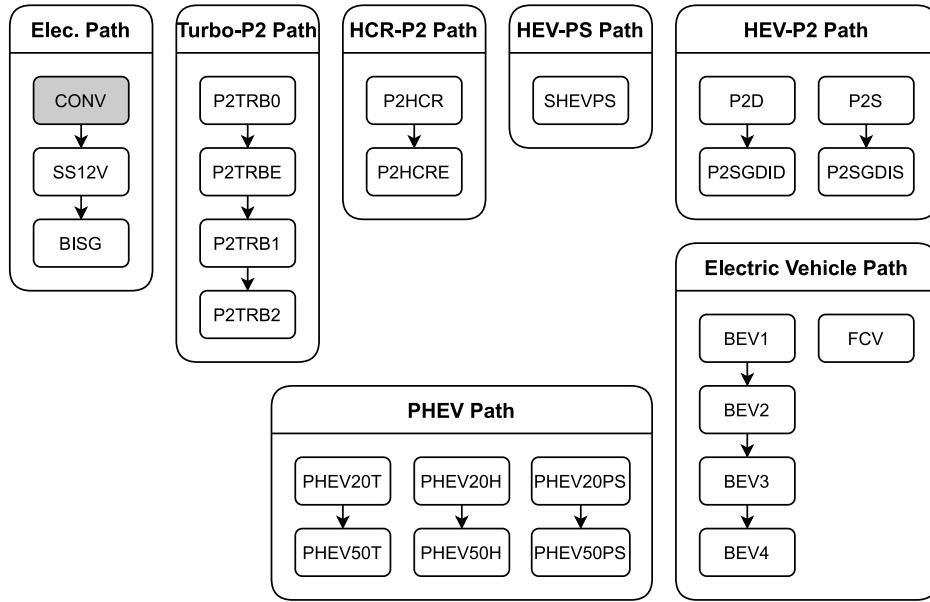 Elec. Path
CONV
SS12V
BISG
Turbo-P2 Path
P2TRB0
P2TRBE
P2TRB1
P2TRB2
HCR-P2 Path
P2HCR
P2HCRE
HEV-PS Path
SHEVPS
HEV-P2 Path
P2D
P2S
P2SGDID
P2SGDIS
PHEV Path
PHEV20T
PHEV20H
PHEV20PS
PHEV50T
PHEV50H
PHEV50PS
Electric Vehicle Path
BEV1
FCV
BEV2
BEV3
BEV4